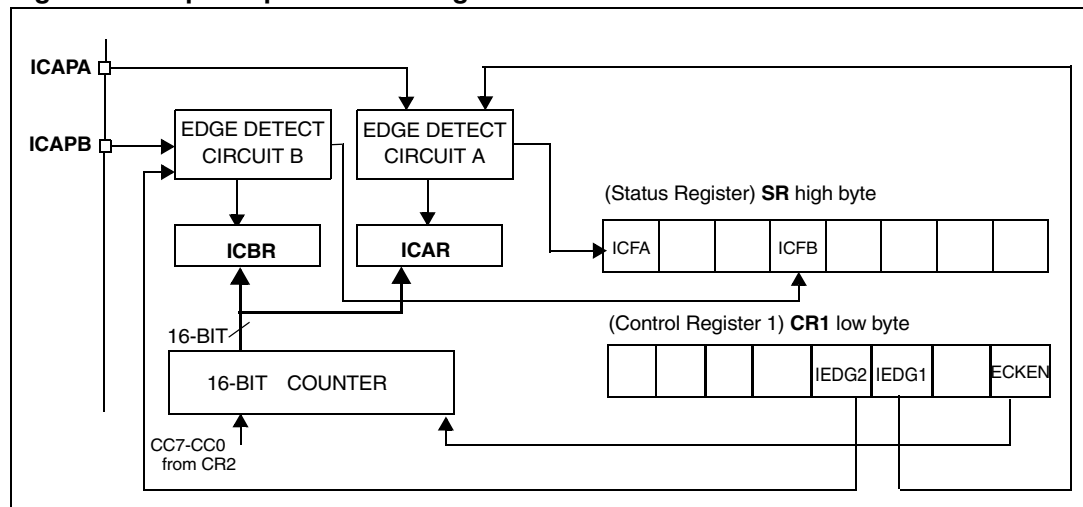 ICAPA
ICAPB
EDGE DETECT
CIRCUIT B
EDGE DETECT
CIRCUIT A
ICBR
ICAR
(Status Register) SR high byte
ICFA
ICFB
16-BIT
16-BIT COUNTER
CC7-CC0
from CR2
(Control Register 1) CR1 low byte
IEDG2
IEDG1
ECKEN